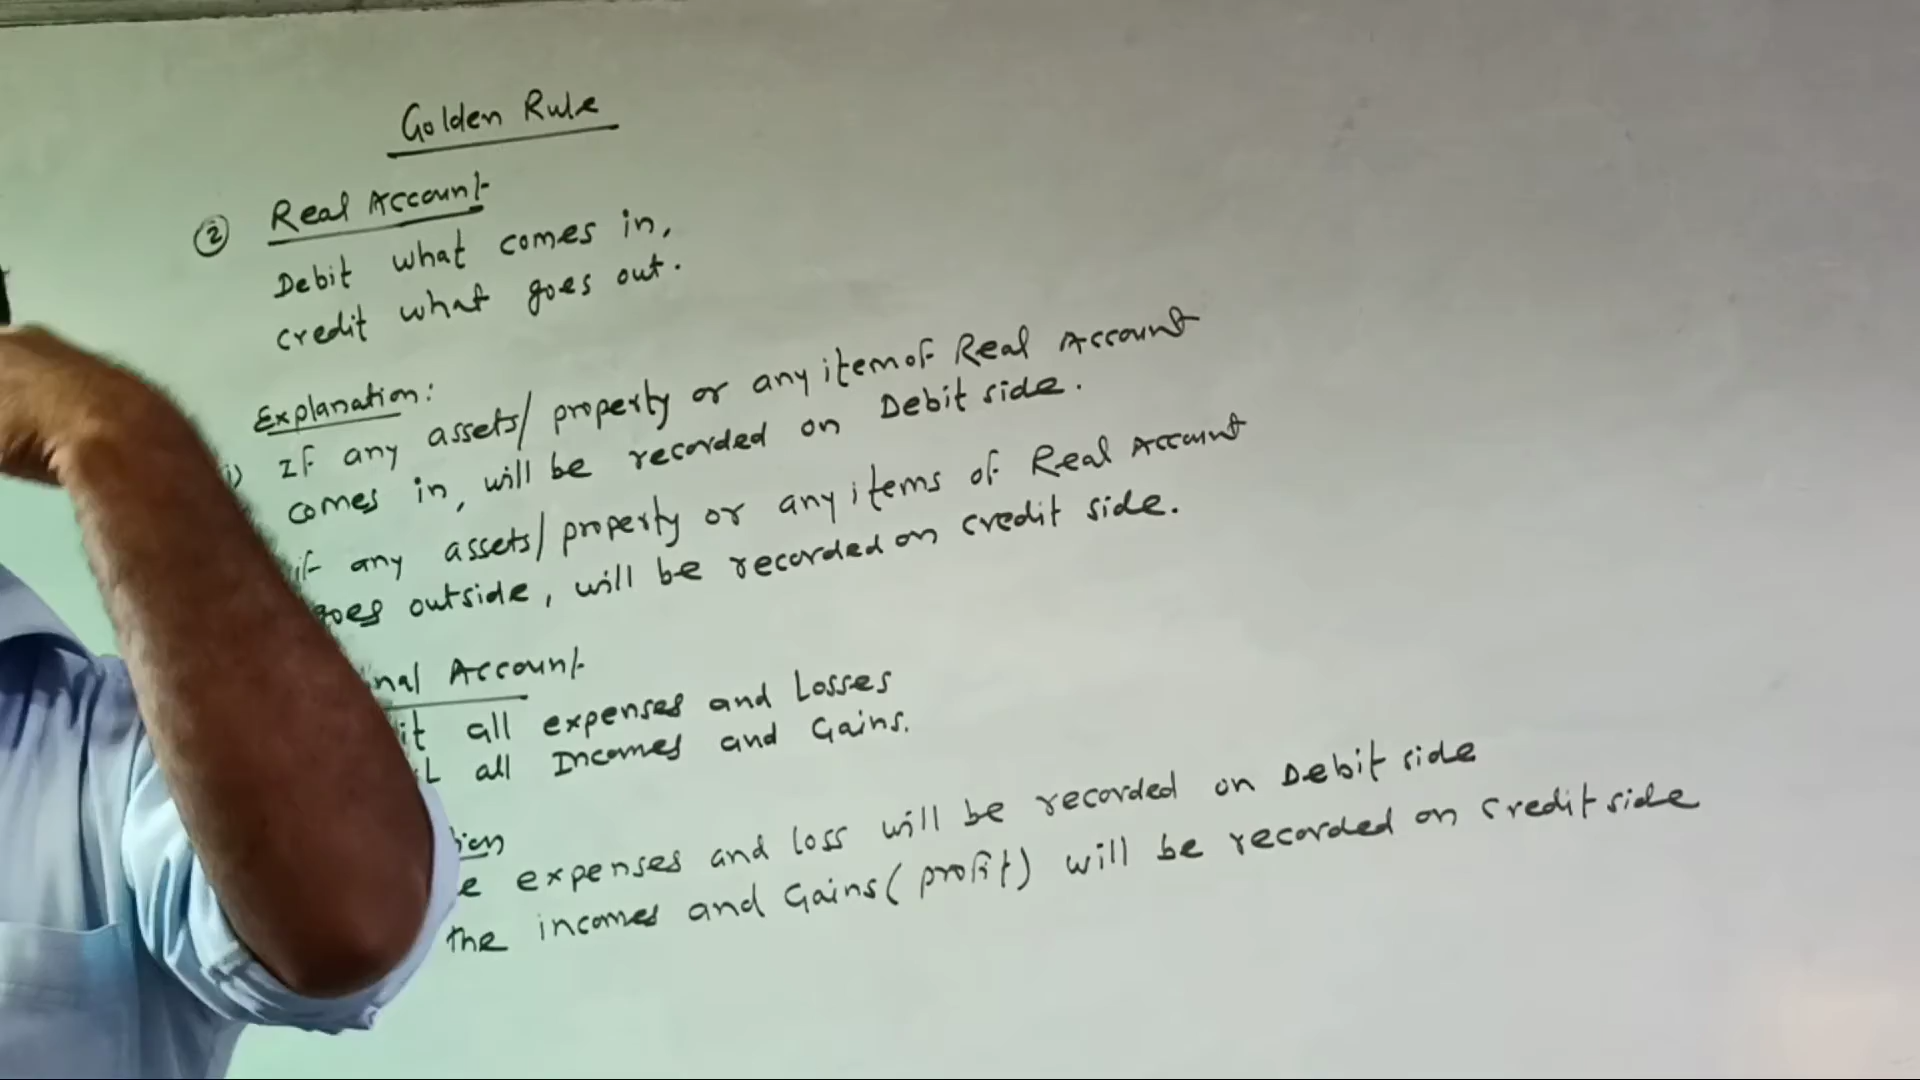 Golden Rule
② Real Account
Debit what comes in,
credit what goes out.
Explanation:
i) If any assets/property or any item of Real Account
comes in, will be recorded on Debit side.
if any assets/property or any items of Real Account
goes outside, will be recorded on credit side.
nal Account
it all expenses and Losses
all Incomes and Gains.
expenses and loss will be recorded on Debit side
the incomes and Gains (profit) will be recorded on credit side